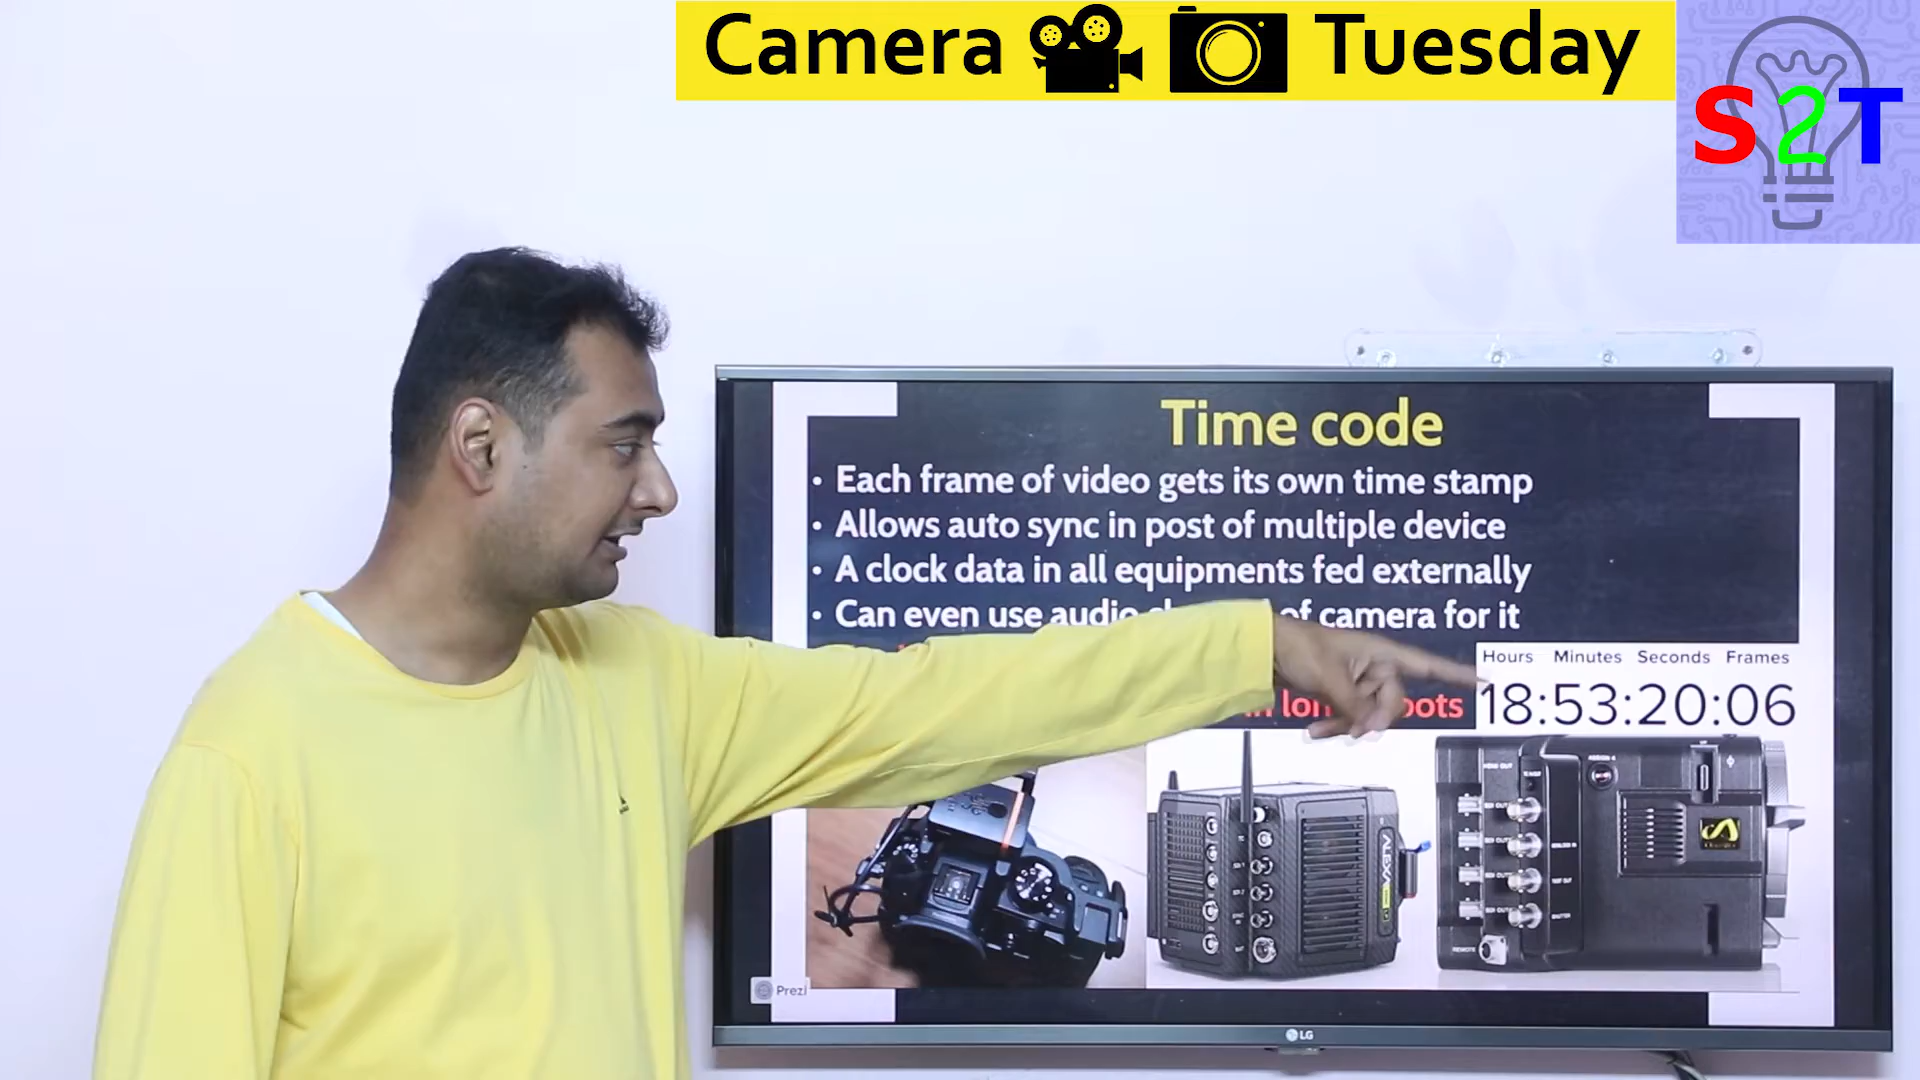 Camera Tuesday
S2T
Time code
• Each frame of video gets its own time stamp
• Allows auto sync in post of multiple device
• A clock data in all equipments fed externally
• Can even use audio of camera for it
Hours Minutes Seconds Frames
18:53:20:06
ALEXA
REMOTE
Prezi
LG